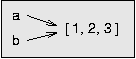 a
b
[ 1, 2, 3 ]